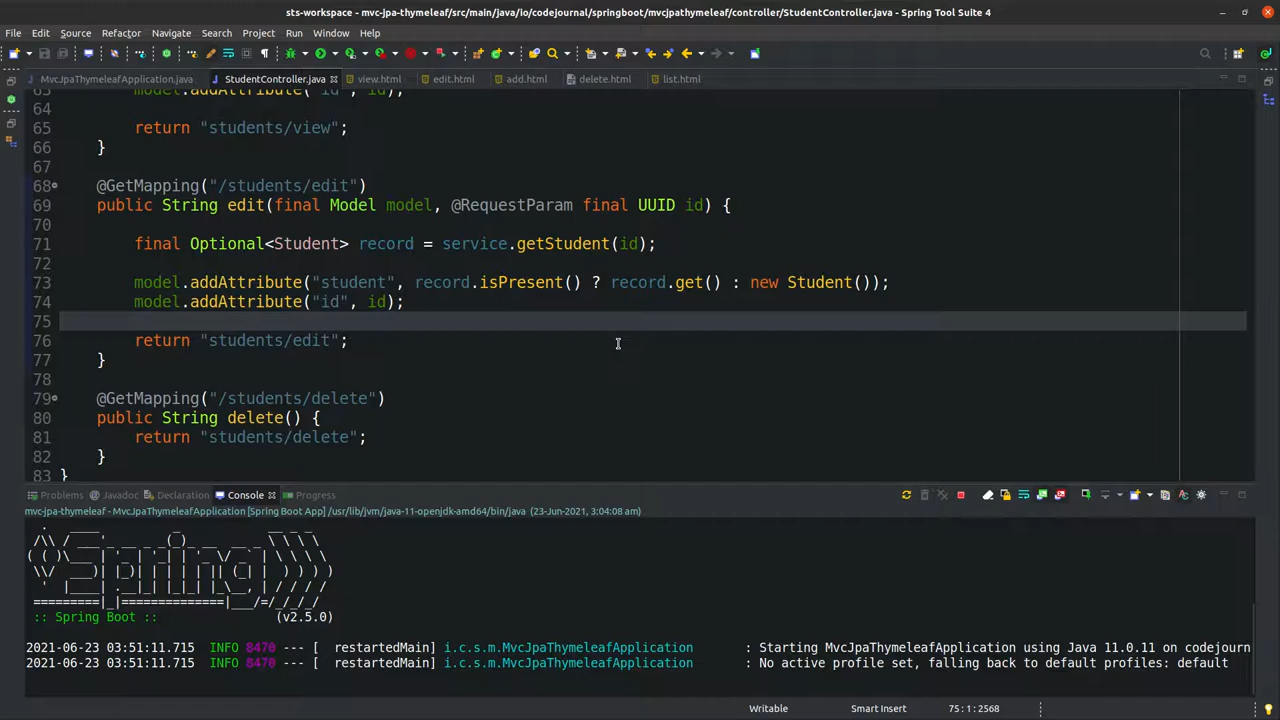 sts-workspace - mvc-jpa-thymeleaf/src/main/java/io/codejournal/springboot/mvcjpathymeleaf/controller/StudentController.java - Spring Tool Suite 4
File Edit Source Refactor Navigate Search Project Run Window Help
MvcJpaThymeleafApplication.java StudentController.java view.html edit.html add.html delete.html list.html
63 model.addAttribute("id", id);
64
65 return "students/view";
66 }
67
68 @GetMapping("/students/edit")
69 public String edit(final Model model, @RequestParam final UUID id) {
70
71 final Optional<Student> record = service.getStudent(id);
72
73 model.addAttribute("student", record.isPresent() ? record.get() : new Student());
74 model.addAttribute("id", id);
75
76 return "students/edit";
77 }
78
79 @GetMapping("/students/delete")
80 public String delete() {
81 return "students/delete";
82 }
83 }
Problems Javadoc Declaration Console Progress
mvc-jpa-thymeleaf - MvcJpaThymeleafApplication [Spring Boot App] /usr/lib/jvm/java-11-openjdk-amd64/bin/java (23-Jun-2021, 3:04:08 am)
Spring
:: Spring Boot :: (v2.5.0)
2021-06-23 03:51:11.715 INFO 8470 --- [ restartedMain] i.c.s.m.MvcJpaThymeleafApplication : Starting MvcJpaThymeleafApplication using Java 11.0.11 on codejourn
2021-06-23 03:51:11.715 INFO 8470 --- [ restartedMain] i.c.s.m.MvcJpaThymeleafApplication : No active profile set, falling back to default profiles: default
Writable Smart Insert 75 : 1 : 2568